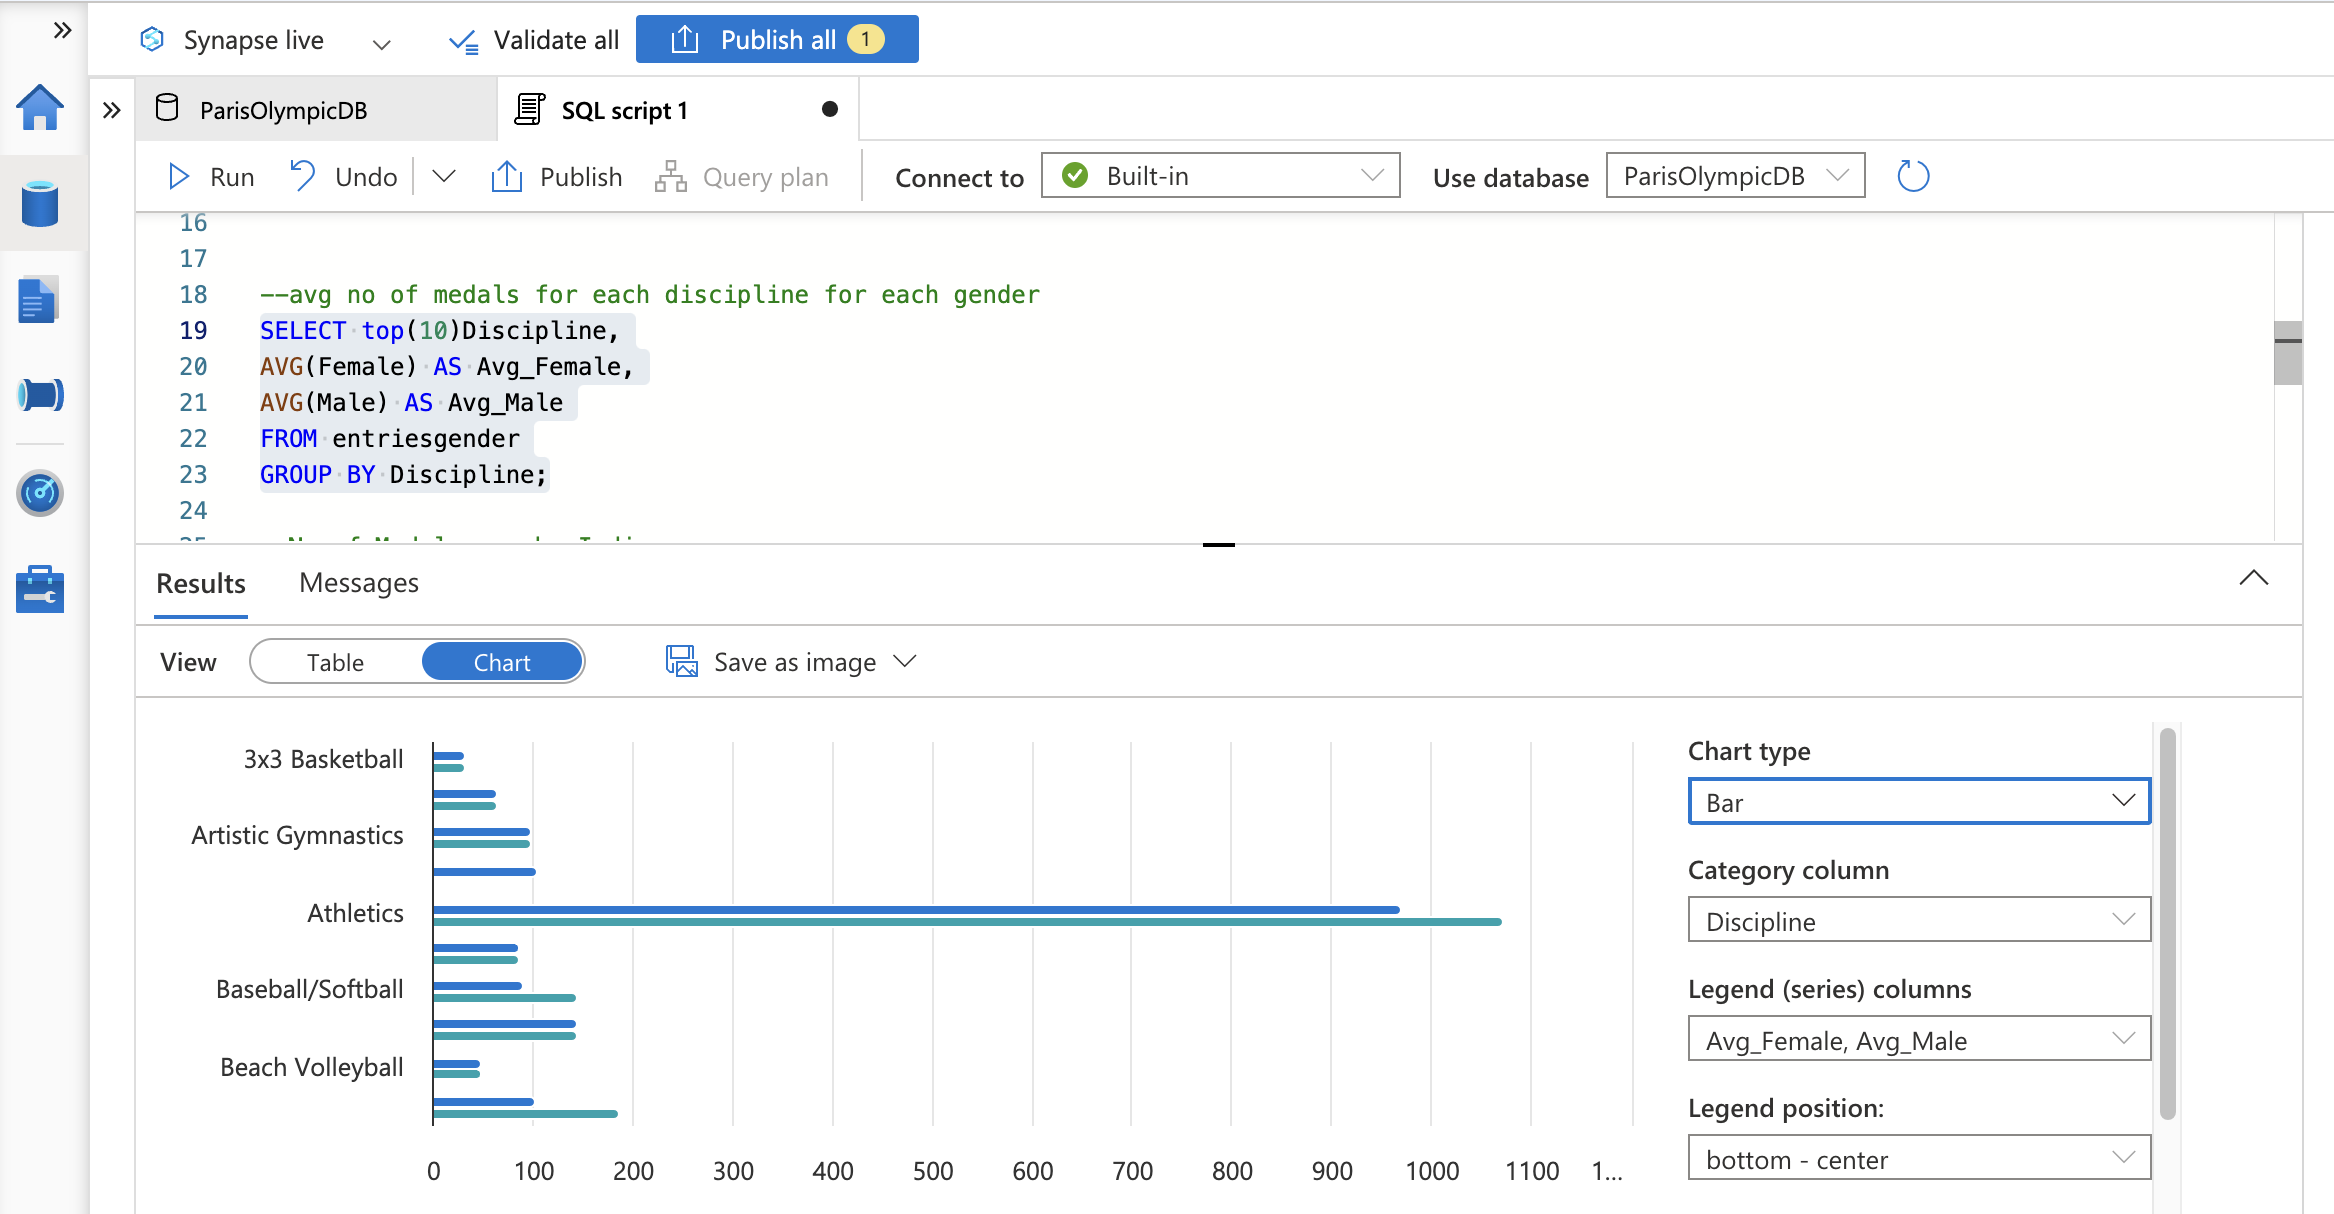 Synapse live
Validate all
Publish all 1
ParisOlympicDB
SQL script 1
Run
Undo
Publish
Query plan
Connect to
Built-in
Use database
ParisOlympicDB
16
17
18 --avg no of medals for each discipline for each gender
19 SELECT top(10)Discipline,
20 AVG(Female) AS Avg_Female,
21 AVG(Male) AS Avg_Male
22 FROM entriesgender
23 GROUP BY Discipline;
24
Results
Messages
View
Table
Chart
Save as image
3x3 Basketball
Artistic Gymnastics
Athletics
Baseball/Softball
Beach Volleyball
0 100 200 300 400 500 600 700 800 900 1000 1100 1...
Chart type
Bar
Category column
Discipline
Legend (series) columns
Avg_Female, Avg_Male
Legend position:
bottom - center